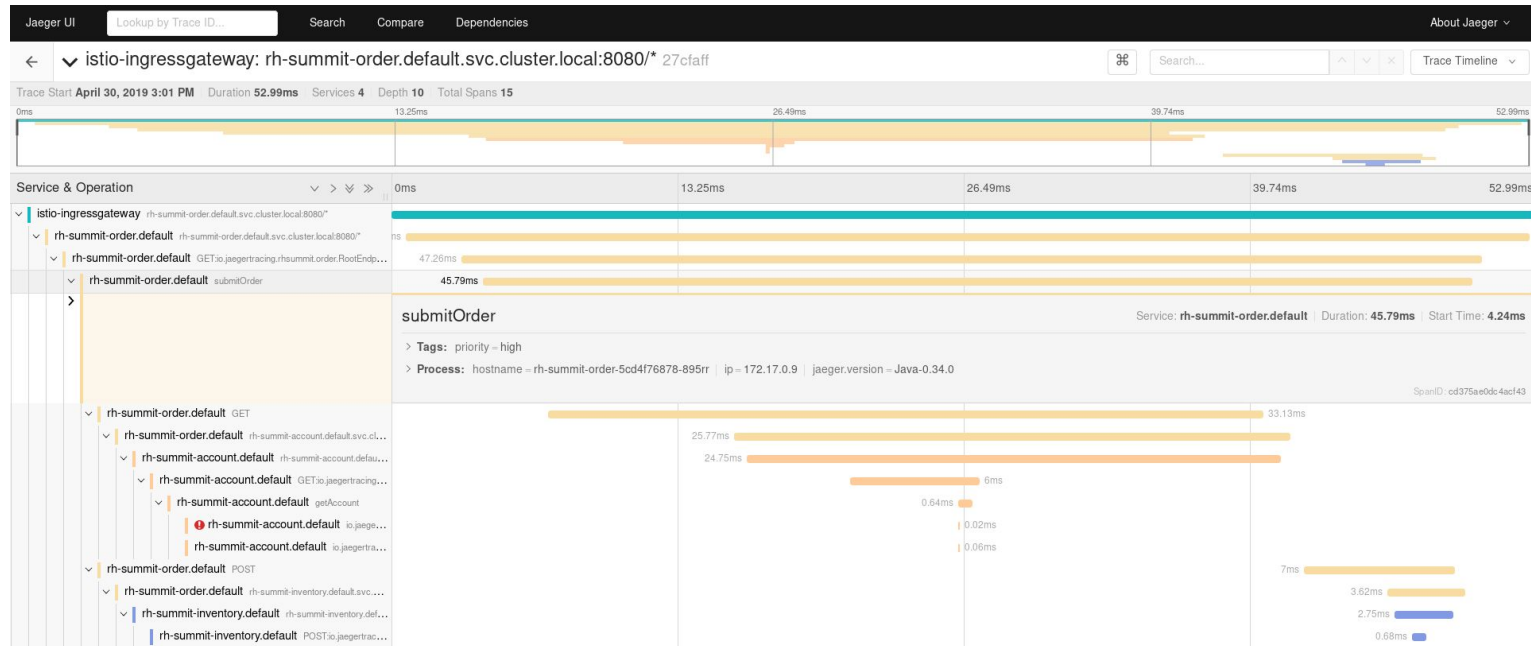 Jaeger UI Lookup by Trace ID... Search Compare Dependencies About Jaeger
istio-ingressgateway: rh-summit-order.default.svc.cluster.local:8080/* 27cfaff Search... Trace Timeline
Trace Start April 30, 2019 3:01 PM Duration 52.99ms Services 4 Depth 10 Total Spans 15
0ms 13.25ms 26.49ms 39.74ms 52.99ms
Service & Operation 0ms 13.25ms 26.49ms 39.74ms 52.99ms
istio-ingressgateway rh-summit-order.default.svc.cluster.local:8080/*
rh-summit-order.default rh-summit-order.default.svc.cluster.local:8080/* ns
rh-summit-order.default GET:io.jaegertracing.rhsummit.order.RootEndp... 47.26ms
rh-summit-order.default submitOrder 45.79ms
submitOrder Service: rh-summit-order.default Duration: 45.79ms Start Time: 4.24ms
Tags: priority = high
Process: hostname = rh-summit-order-5cd4f76878-895rr ip = 172.17.0.9 jaeger.version = Java-0.34.0
SpanID: cd375ae0dc4acf43
rh-summit-order.default GET 33.13ms
rh-summit-order.default rh-summit-account.default.svc.cl... 25.77ms
rh-summit-account.default rh-summit-account.defau... 24.75ms
rh-summit-account.default GET:io.jaegertracing... 6ms
rh-summit-account.default getAccount 0.64ms
rh-summit-account.default io.jaege... 0.02ms
rh-summit-account.default io.jaegertra... 0.06ms
rh-summit-order.default POST 7ms
rh-summit-order.default rh-summit-inventory.default.svc.... 3.62ms
rh-summit-inventory.default rh-summit-inventory.def... 2.75ms
rh-summit-inventory.default POST:io.jaegertrac... 0.68ms